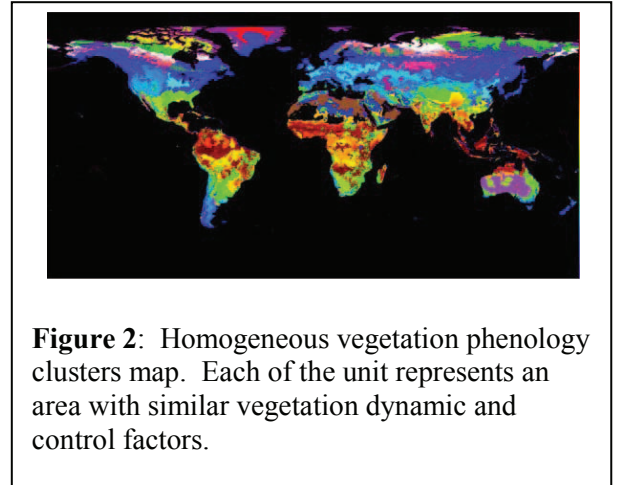 Figure 2: Homogeneous vegetation phenology
clusters map. Each of the unit represents an
area with similar vegetation dynamic and
control factors.